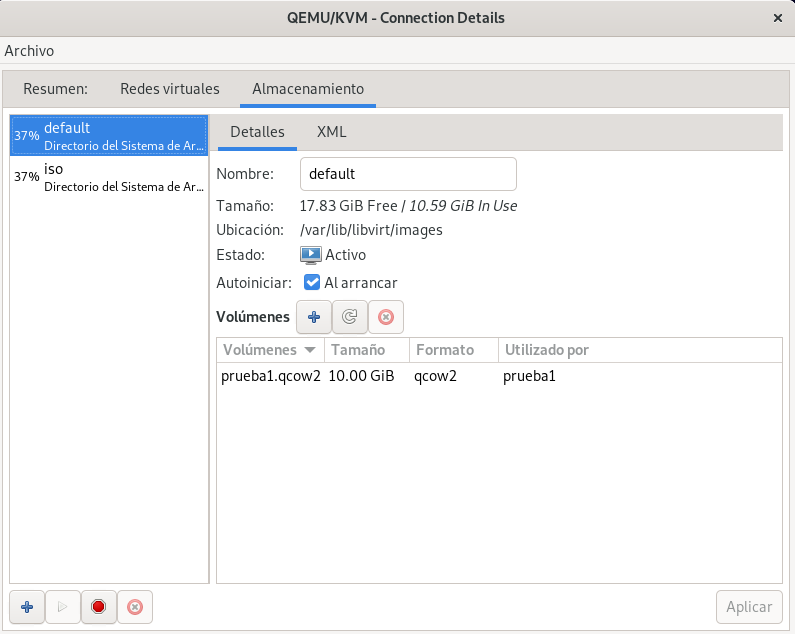 QEMU/KVM - Connection Details
Archivo
Resumen: Redes virtuales Almacenamiento
37% default
Directorio del Sistema de Ar...
37% iso
Directorio del Sistema de Ar...
Detalles XML
Nombre: default
Tamaño: 17.83 GiB Free / 10.59 GiB In Use
Ubicación: /var/lib/libvirt/images
Estado: Activo
Autoiniciar: Al arrancar
Volúmenes
Volúmenes Tamaño Formato Utilizado por
prueba1.qcow2 10.00 GiB qcow2 prueba1
Aplicar